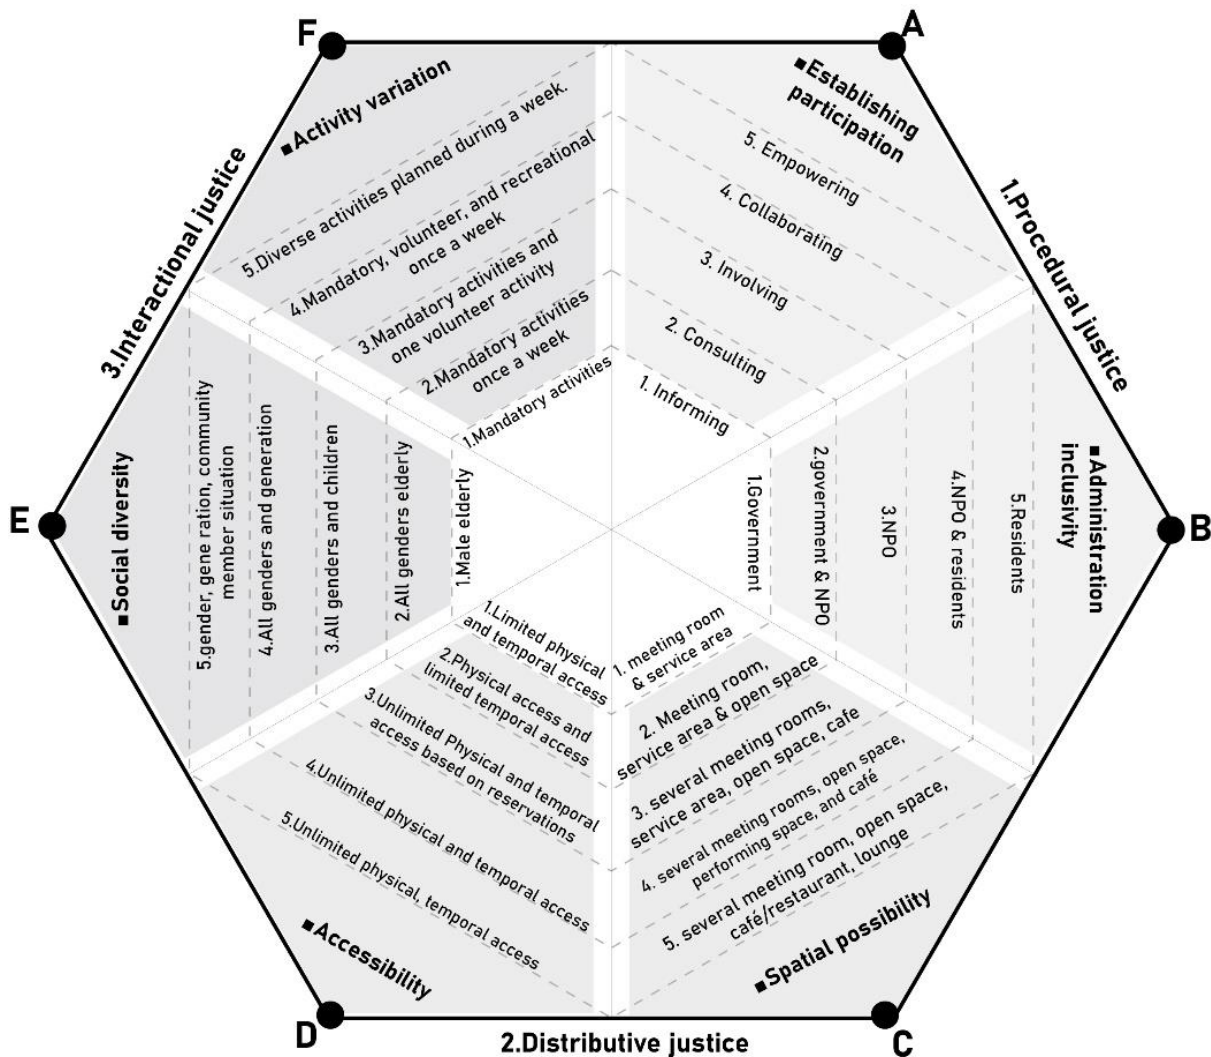 F
A
■Activity variation
5.Diverse activities planned during a week.
4.Mandatory, volunteer, and recreational
once a week
3.Mandatory activities and
one volunteer activity
2.Mandatory activities
once a week
1.Mandatory activities
■Establishing
participation
5. Empowering
4. Collaborating
3. Involving
2. Consulting
1. Informing
1.Procedural justice
3.Interactional justice
E
■Social diversity
5.gender, gene ration, community
member situation
4.All genders and generation
3.All genders and children
2.All genders elderly
1.Male elderly
1.Government
2.government & NPO
3.NPO
4.NPO & residents
5.Residents
■Administration
inclusivity
B
1.Limited physical
and temporal access
2.Physical access and
limited temporal access
3.Unlimited Physical and temporal
access based on reservations
4.Unlimited physical and temporal access
5.Unlimited physical, temporal access
■Accessibility
1. meeting room
& service area
2. Meeting room,
service area & open space
3. several meeting rooms,
service area, open space, cafe
4. several meeting rooms, open space,
performing space, and café
5. several meeting room, open space,
café/restaurant, lounge
■Spatial possibility
D
2.Distributive justice
C